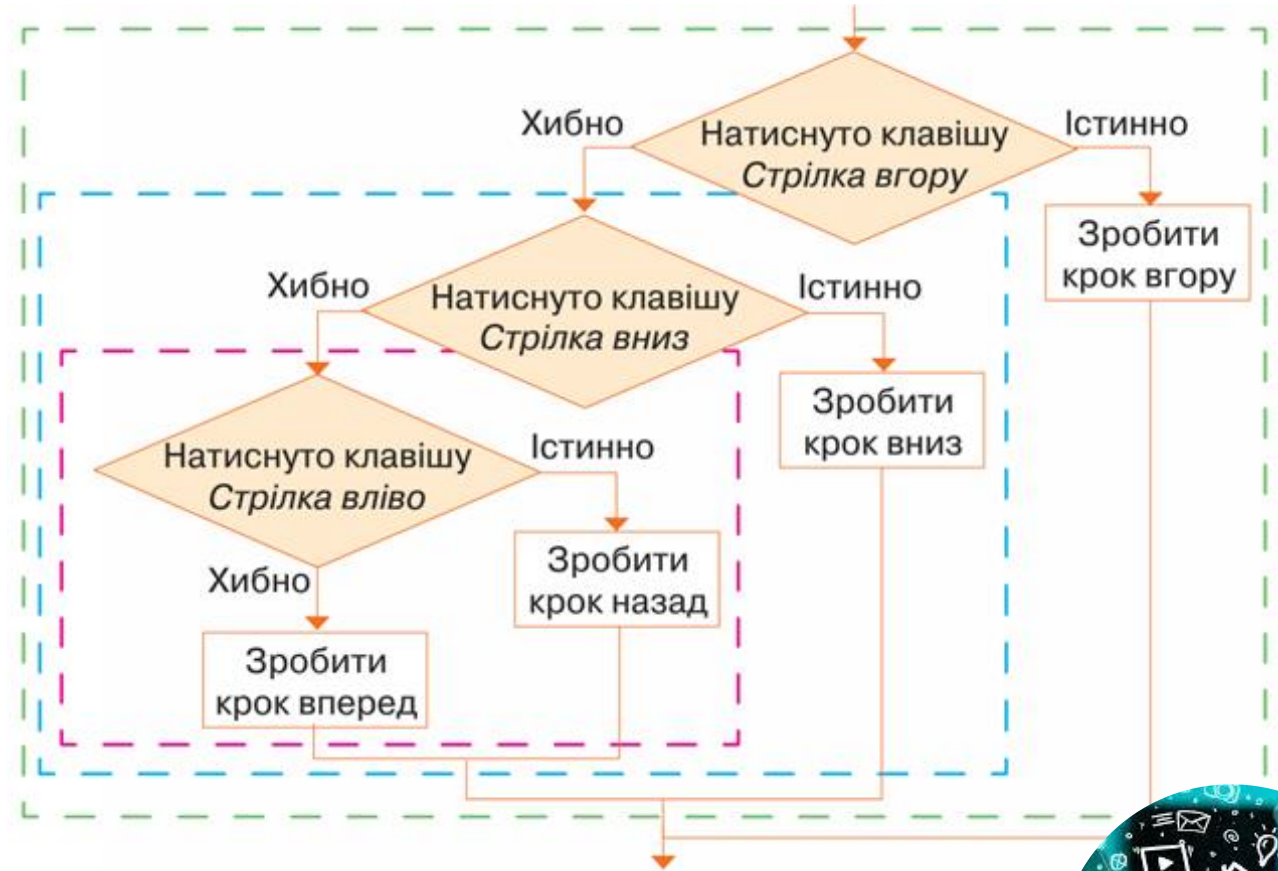 Хибно
Натиснуто клавішу
Стрілка вгору
Істинно
Зробити
крок вгору
Хибно
Натиснуто клавішу
Стрілка вниз
Істинно
Зробити
крок вниз
Натиснуто клавішу
Стрілка вліво
Істинно
Зробити
крок назад
Хибно
Зробити
крок вперед